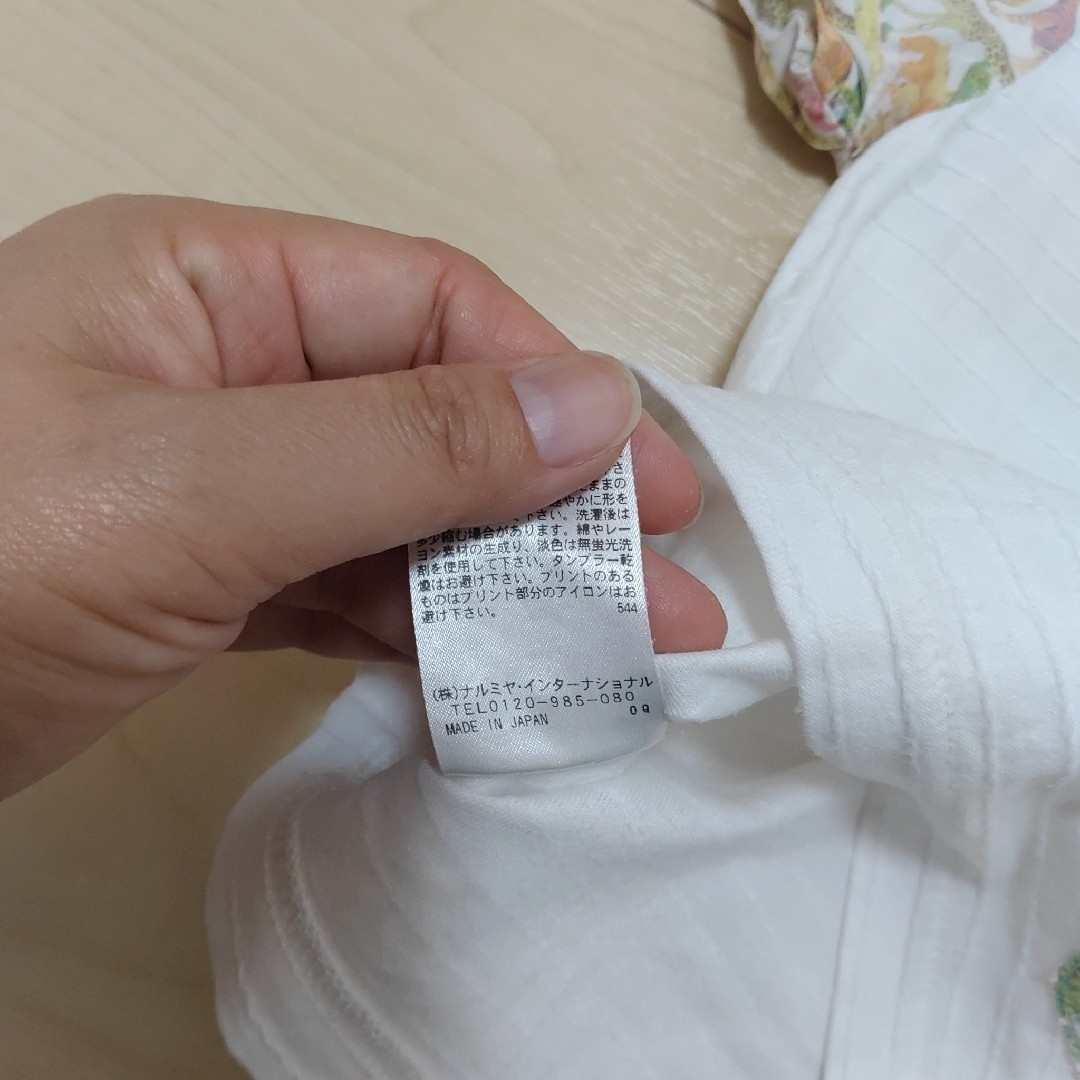 さ
ままの
やかに形を
下さい。洗濯後は
多少縮む場合があります。綿やレー
ヨン素材の生成り、淡色は無蛍光洗
剤を使用して下さい。タンブラー乾
燥はお避け下さい。プリントのある
ものはプリント部分のアイロンはお
避け下さい。 544
(株)ナルミヤ・インターナショナル
TEL0120-985-080
MADE IN JAPAN DQ